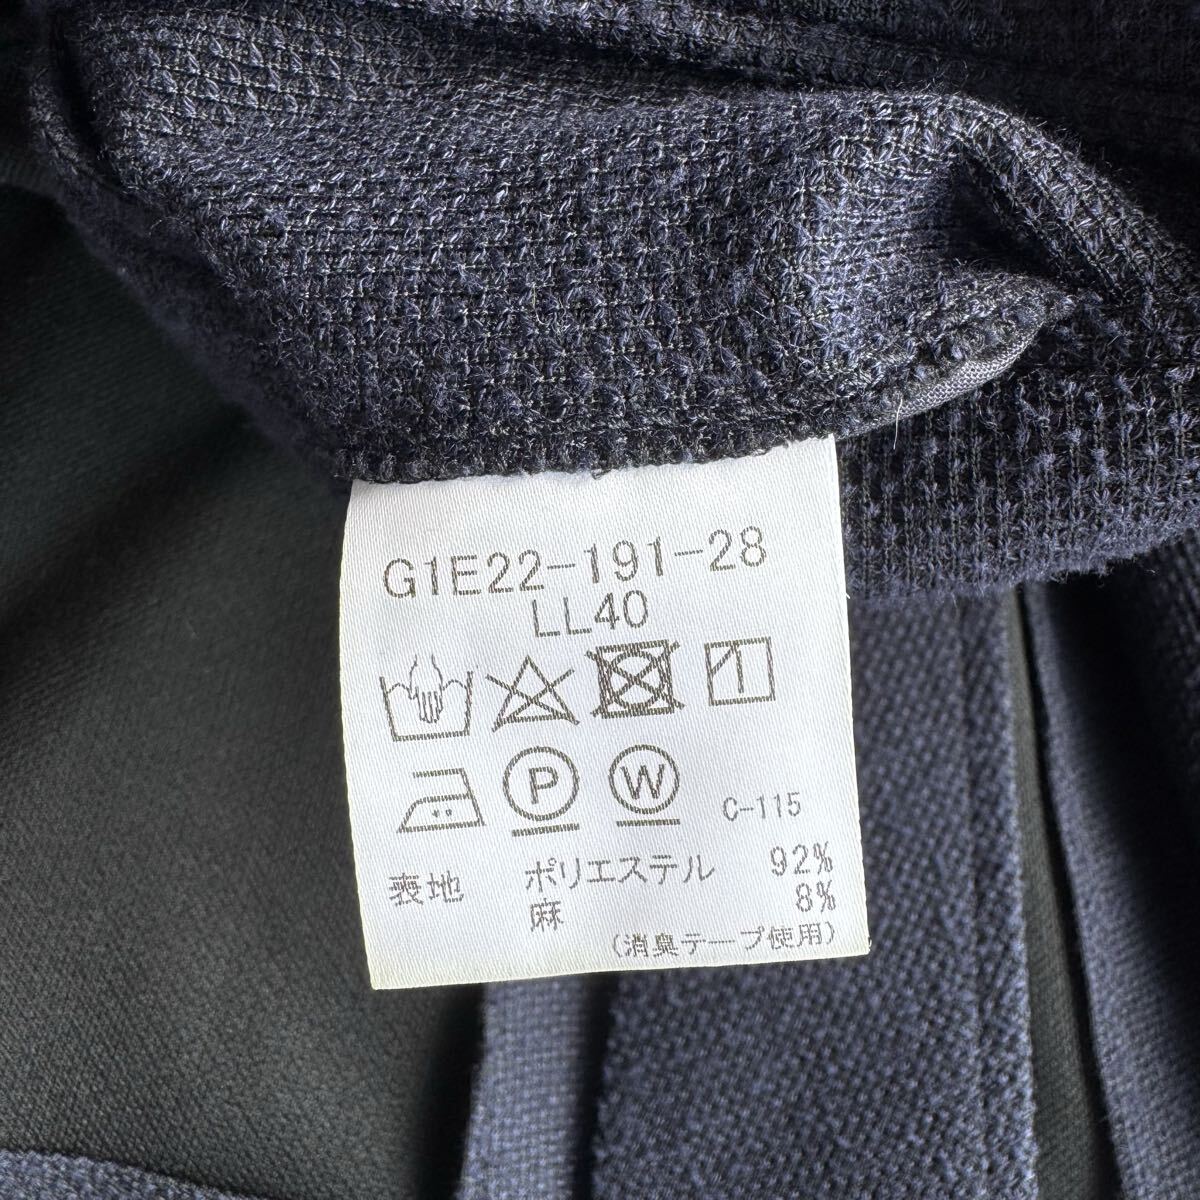 G1E22-191-28
LL40
P W C-115
表地 ポリエステル 92%
麻 8%
(消臭テープ使用)